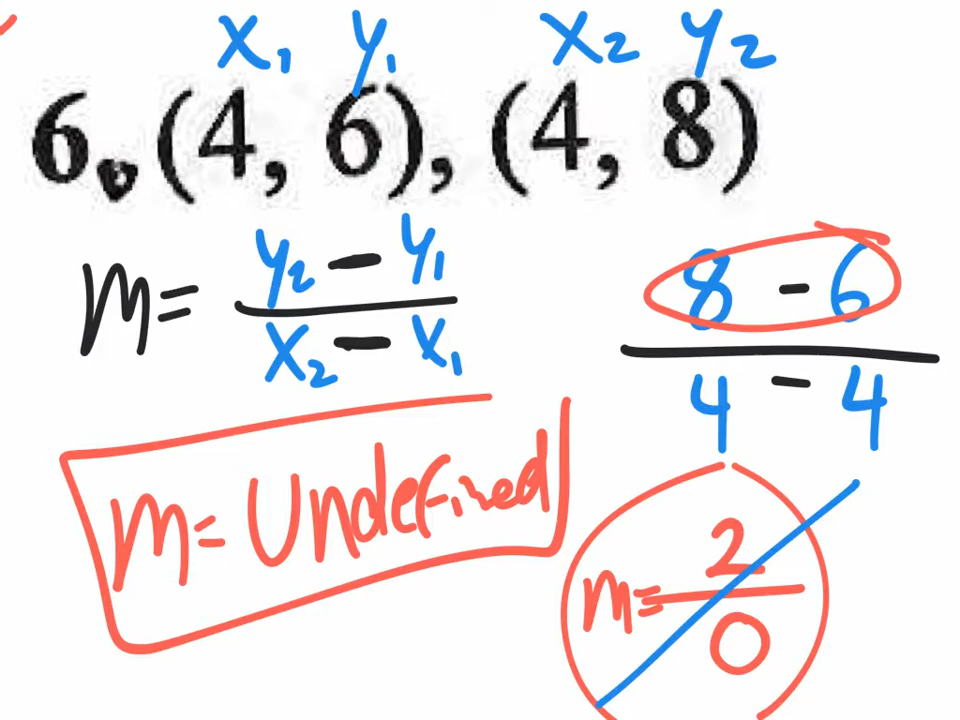 x₁ y₁ x₂ y₂
6. (4, 6), (4, 8)
m = y₂ - y₁ / x₂ - x₁
8 - 6 / 4 - 4
m = Undefined
m = 2 / 0